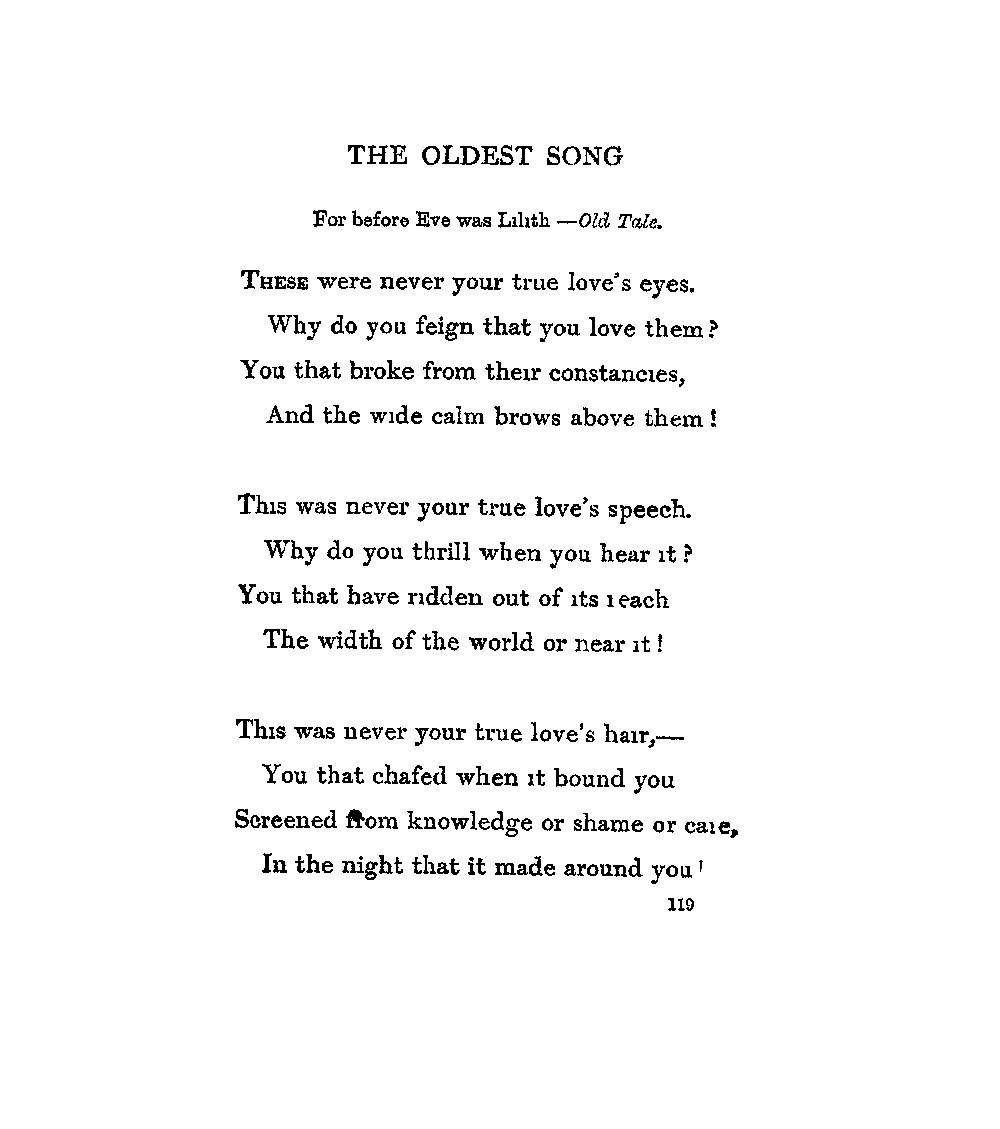 THE OLDEST SONG
For before Eve was Lilith —Old Tale.
THESE were never your true love's eyes.
Why do you feign that you love them?
You that broke from their constancies,
And the wide calm brows above them!
This was never your true love's speech.
Why do you thrill when you hear it?
You that have ridden out of its reach
The width of the world or near it!
This was never your true love's hair,—
You that chafed when it bound you
Screened from knowledge or shame or care,
In the night that it made around you!
119